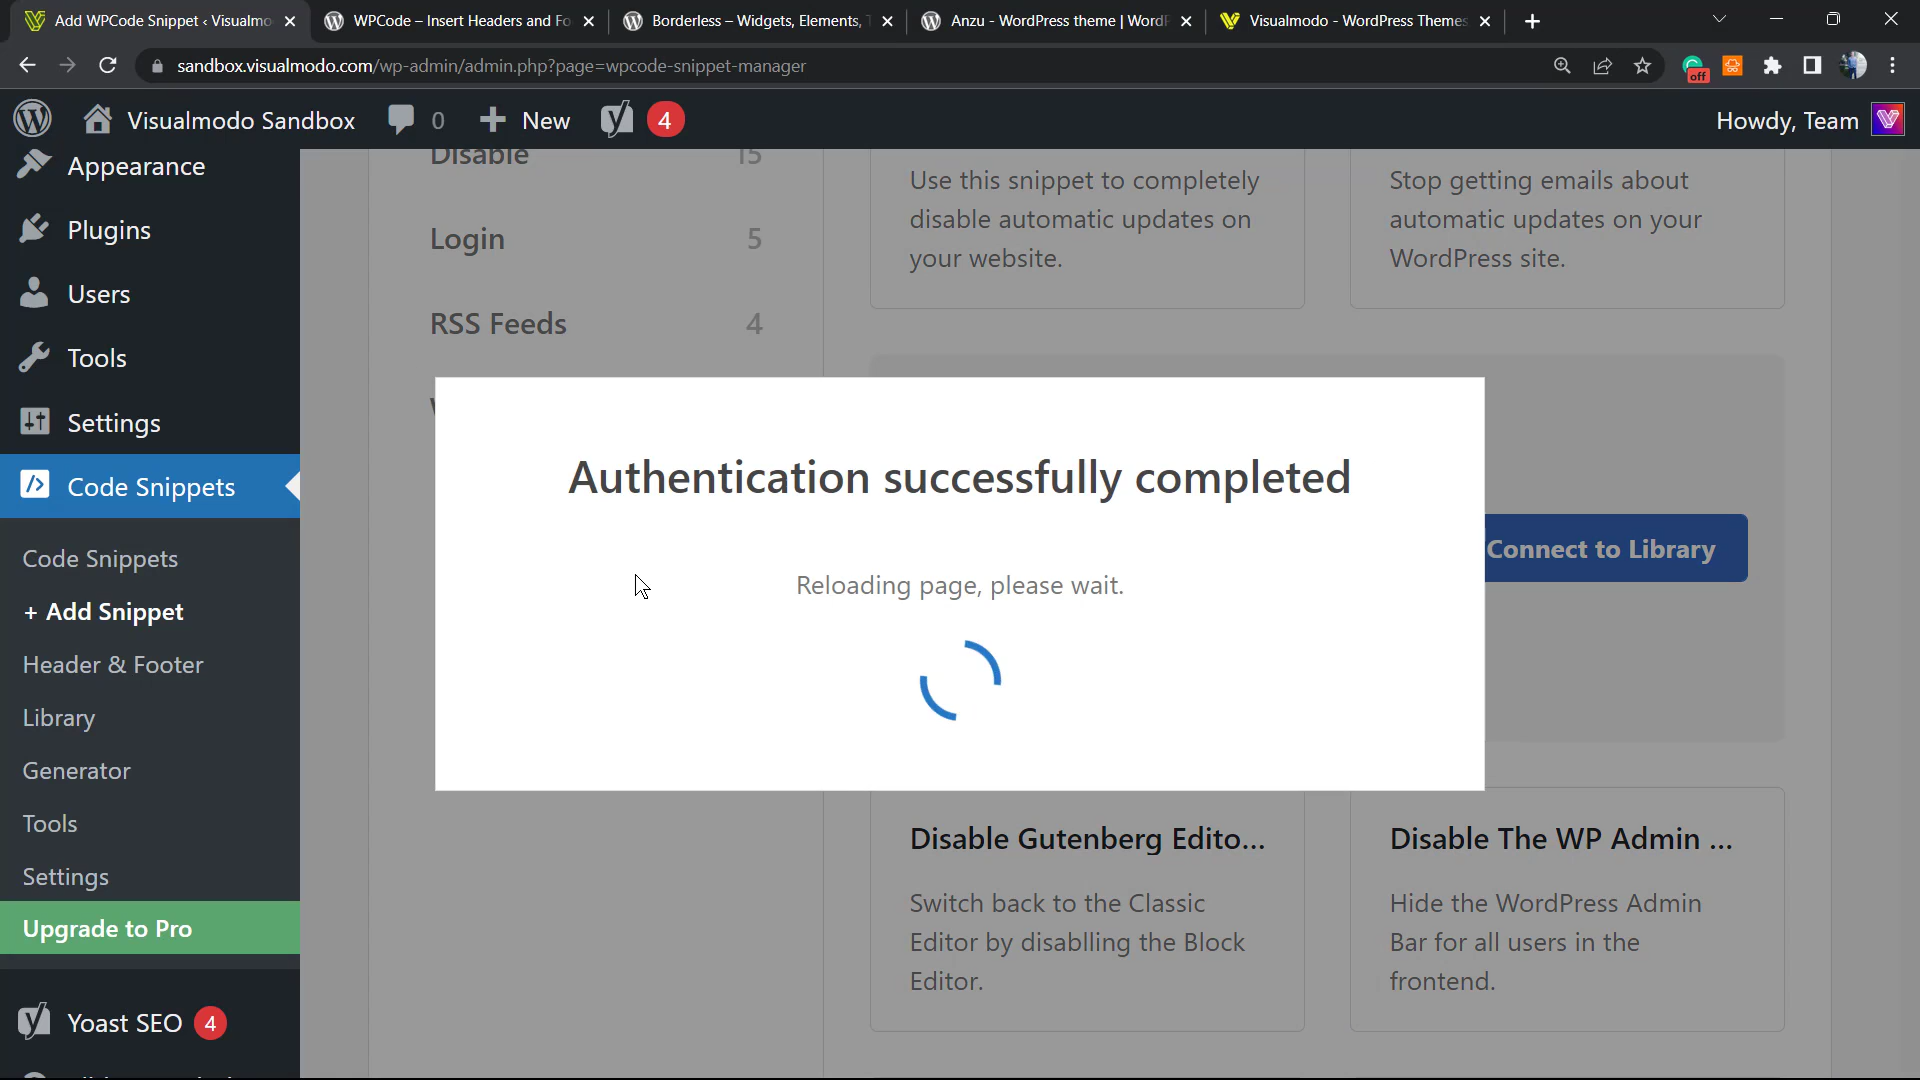 Add WPCode Snippet ‹ Visualmo
WPCode – Insert Headers and Fo
Borderless – Widgets, Elements, T
Anzu - WordPress theme | WordP
Visualmodo - WordPress Themes
sandbox.visualmodo.com/wp-admin/admin.php?page=wpcode-snippet-manager
off
Visualmodo Sandbox
0
New
4
Howdy, Team
Appearance
Plugins
Users
Tools
Settings
Code Snippets
Code Snippets
+ Add Snippet
Header & Footer
Library
Generator
Tools
Settings
Upgrade to Pro
Yoast SEO 4
Disable 15
Login 5
RSS Feeds 4
Use this snippet to completely
disable automatic updates on
your website.
Stop getting emails about
automatic updates on your
WordPress site.
Authentication successfully completed
Reloading page, please wait.
Connect to Library
Disable Gutenberg Edito...
Switch back to the Classic
Editor by disablling the Block
Editor.
Disable The WP Admin ...
Hide the WordPress Admin
Bar for all users in the
frontend.